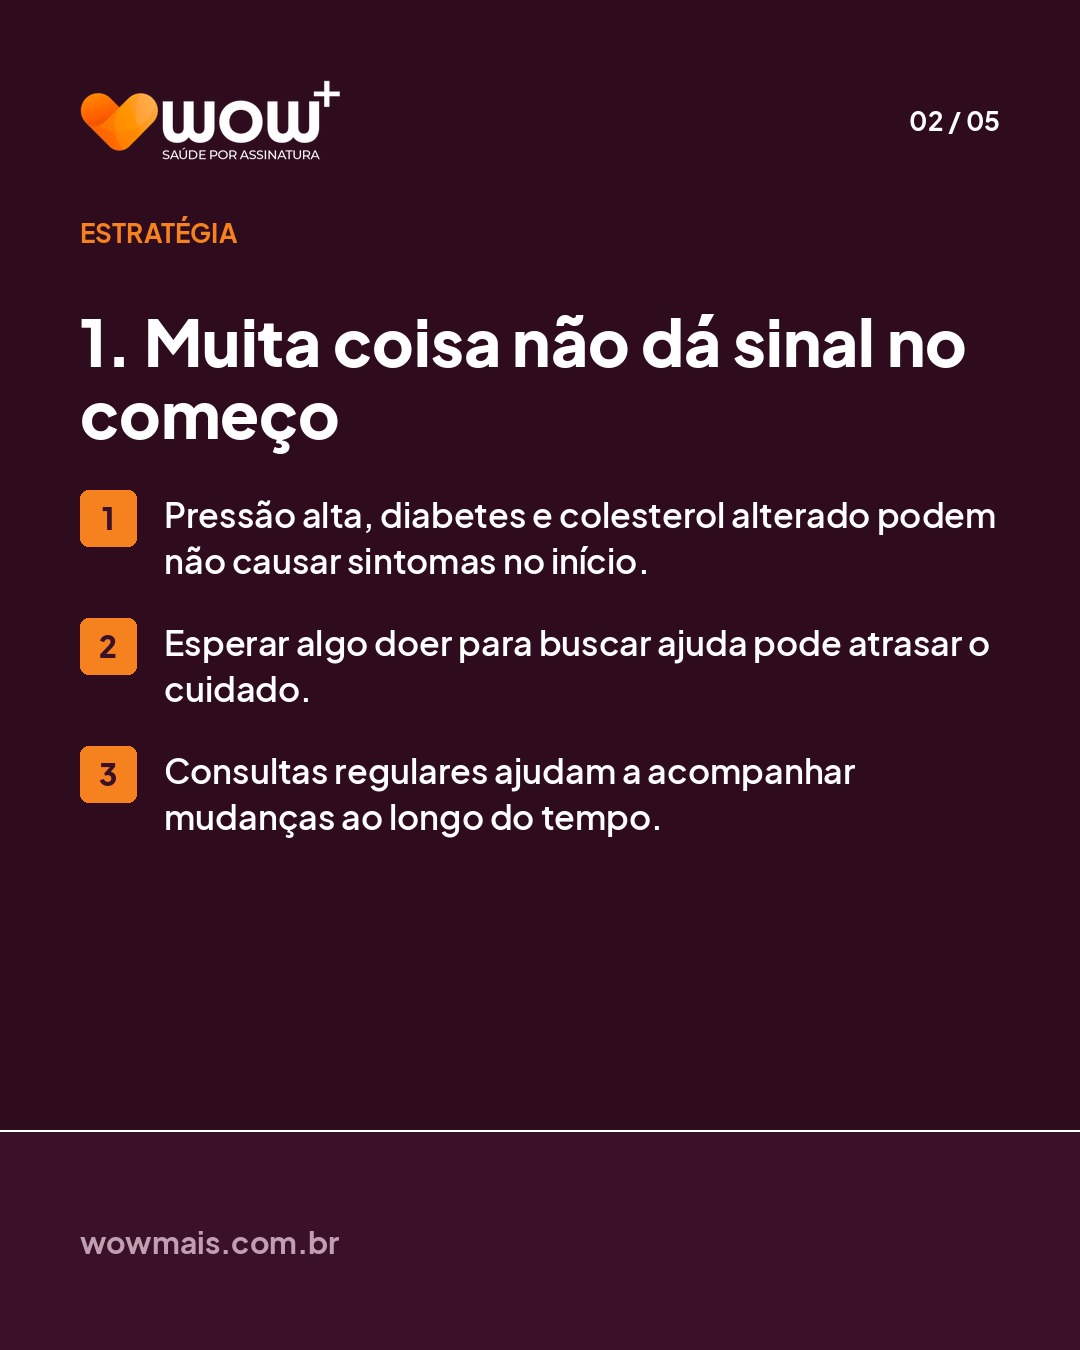 wow+
SAÚDE POR ASSINATURA
02 / 05
ESTRATÉGIA
1. Muita coisa não dá sinal no
começo
1 Pressão alta, diabetes e colesterol alterado podem
não causar sintomas no início.
2 Esperar algo doer para buscar ajuda pode atrasar o
cuidado.
3 Consultas regulares ajudam a acompanhar
mudanças ao longo do tempo.
wowmais.com.br